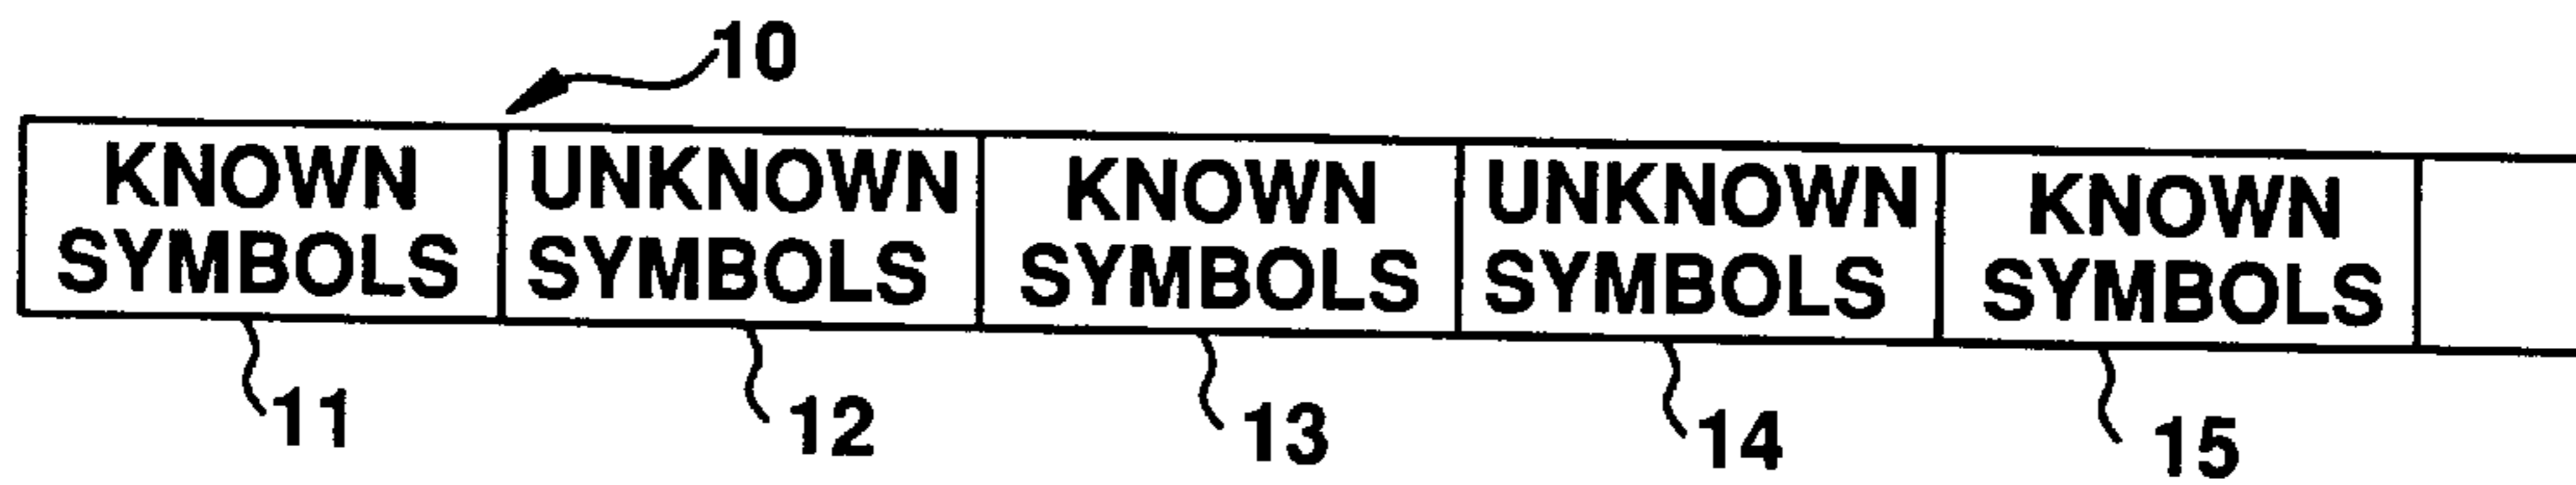 10
KNOWN
SYMBOLS
UNKNOWN
SYMBOLS
KNOWN
SYMBOLS
UNKNOWN
SYMBOLS
KNOWN
SYMBOLS
11
12
13
14
15